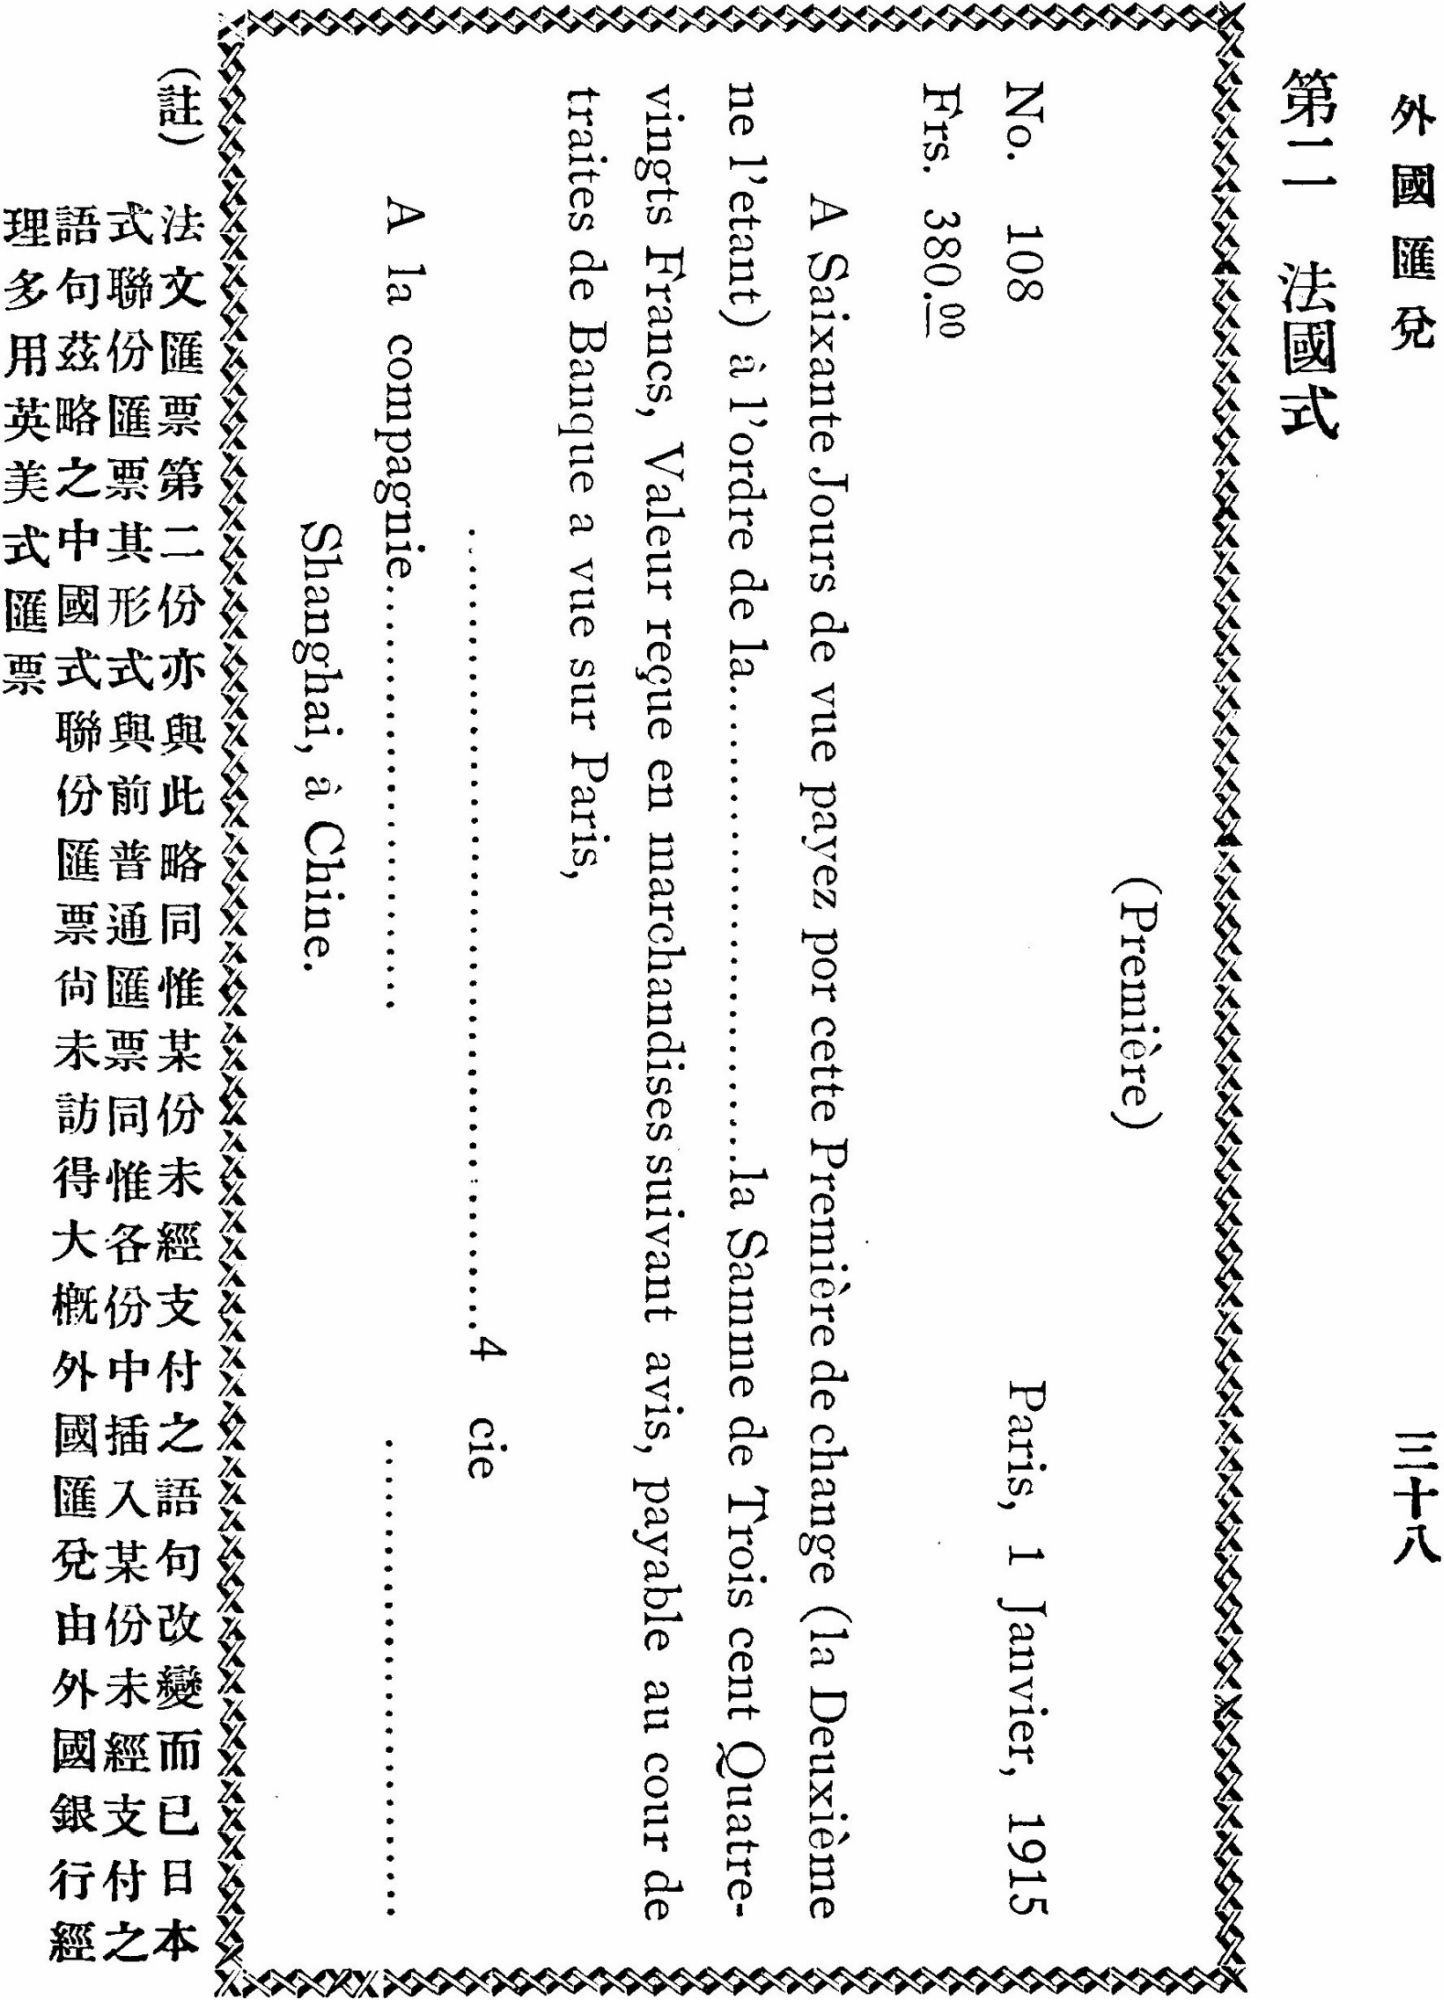 外國匯兌
三十八
第二　法國式
(Première)
No. 108
Paris, 1 Janvier, 1915
Frs. 380.00
A Saixante Jours de vue payez por cette Première de change (la Deuxième
ne l'etant) â l'ordre de la..............................la Samme de Trois cent Quatre-
vingts Francs, Valeur reçue en marchandises suivant avis, payable au cour de
traites de Banque a vue sur Paris,
..................................................4 cie
A la compagnie...........................
..............................
Shanghai, â Chine.
(註)
法文匯票第二份亦與此略同惟某份未經支付之語句改變而已日本
式聯份匯票其形式與前普通匯票同惟各份中插入某份未經支付之
語句茲略之中國式聯份匯票尙未訪得大槪外國匯兌由外國銀行經
理多用英美式匯票